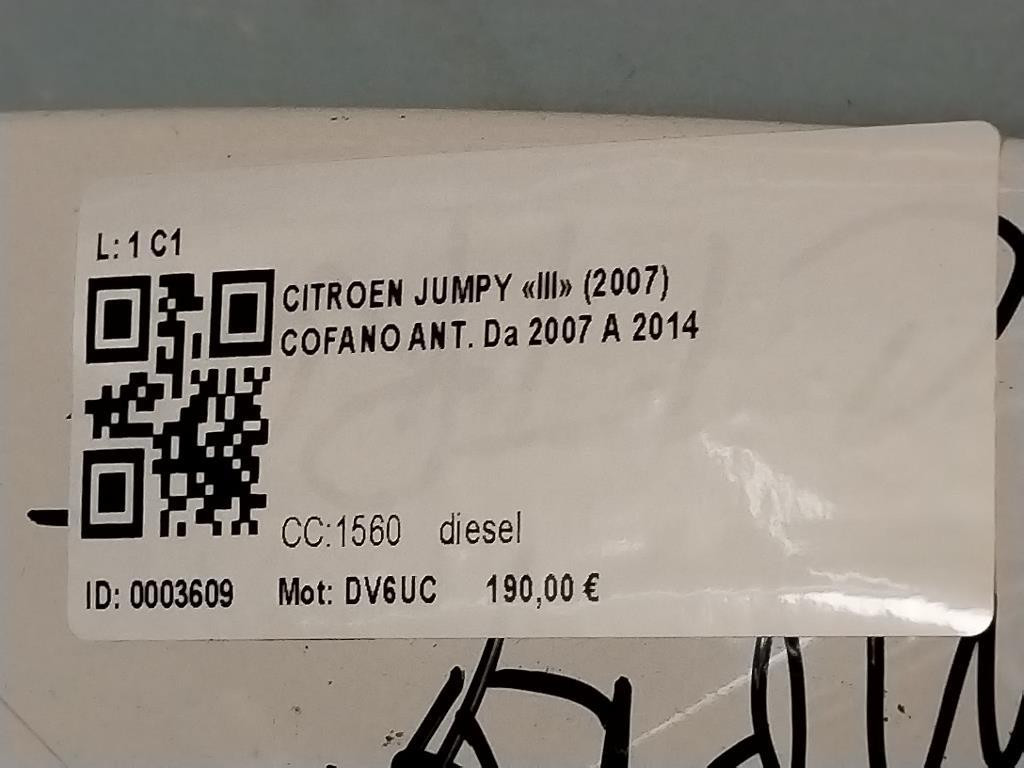 L: 1 C1
CITROEN JUMPY «III» (2007)
COFANO ANT. Da 2007 A 2014
CC:1560 diesel
ID: 0003609 Mot: DV6UC 190,00 €